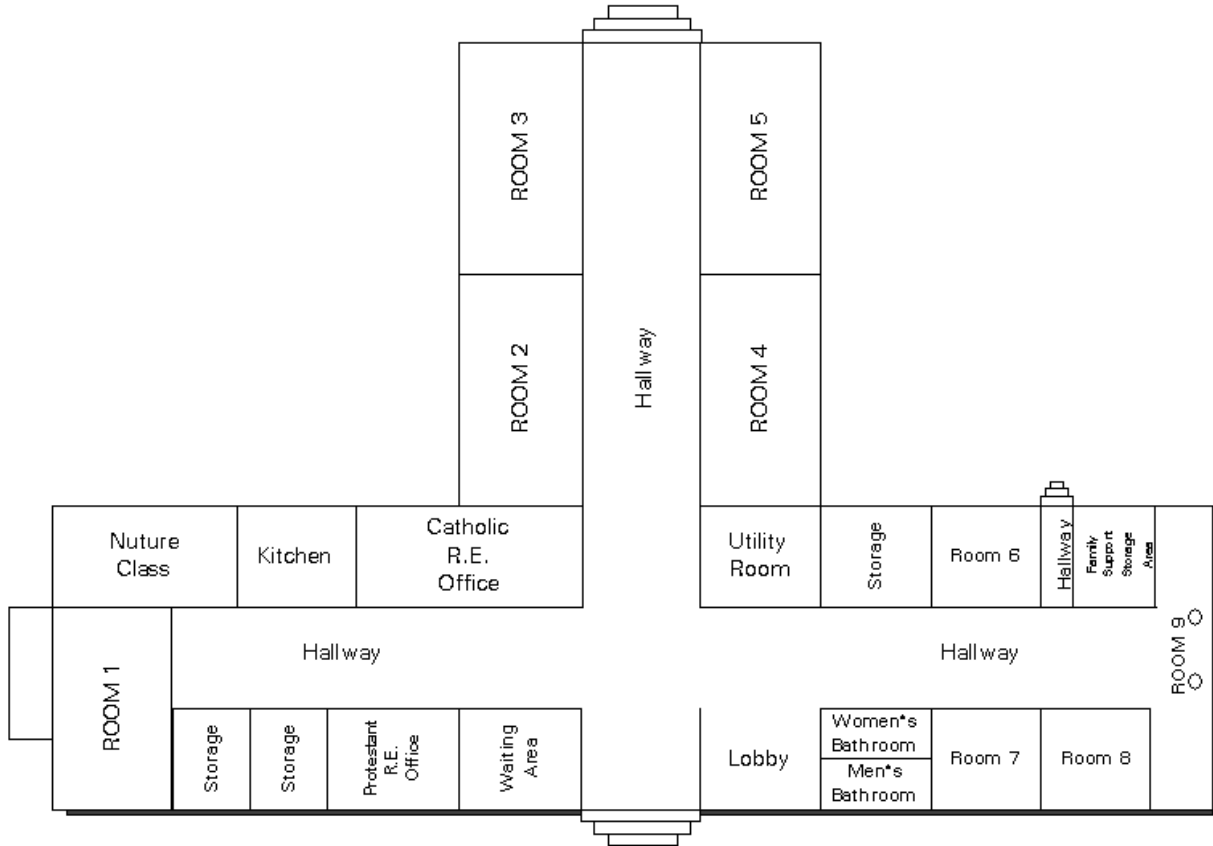 ROOM 3
ROOM 5
ROOM 2
Hallway
ROOM 4
Nuture
Class
Kitchen
Catholic
R.E.
Office
Utility
Room
Storage
Room 6
Hallway
Family
Support
Storage
Area
ROOM 1
Hallway
Hallway
ROOM 9
Storage
Storage
Protestant
R.E.
Office
Waiting
Area
Lobby
Women*s
Bathroom
Men*s
Bathroom
Room 7
Room 8